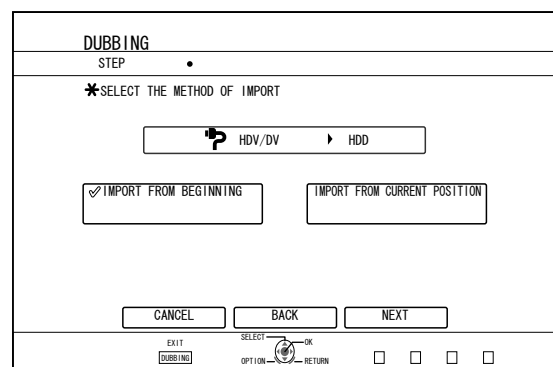 DUBBING
STEP
SELECT THE METHOD OF IMPORT
HDV/DV HDD
IMPORT FROM BEGINNING
IMPORT FROM CURRENT POSITION
CANCEL BACK NEXT
EXIT
DUBBING
SELECT OK
OPTION RETURN